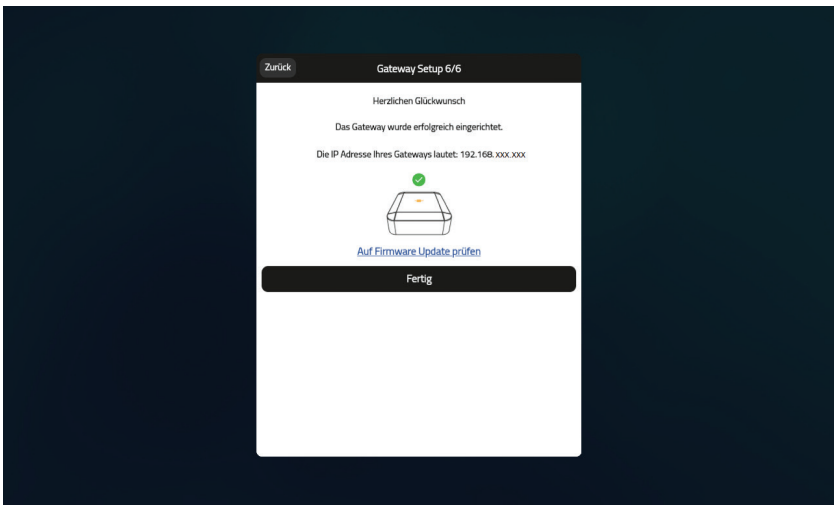 Zurück
Gateway Setup 6/6
Herzlichen Glückwunsch
Das Gateway wurde erfolgreich eingerichtet.
Die IP Adresse Ihres Gateways lautet: 192.168.xxx.xxx
Auf Firmware Update prüfen
Fertig